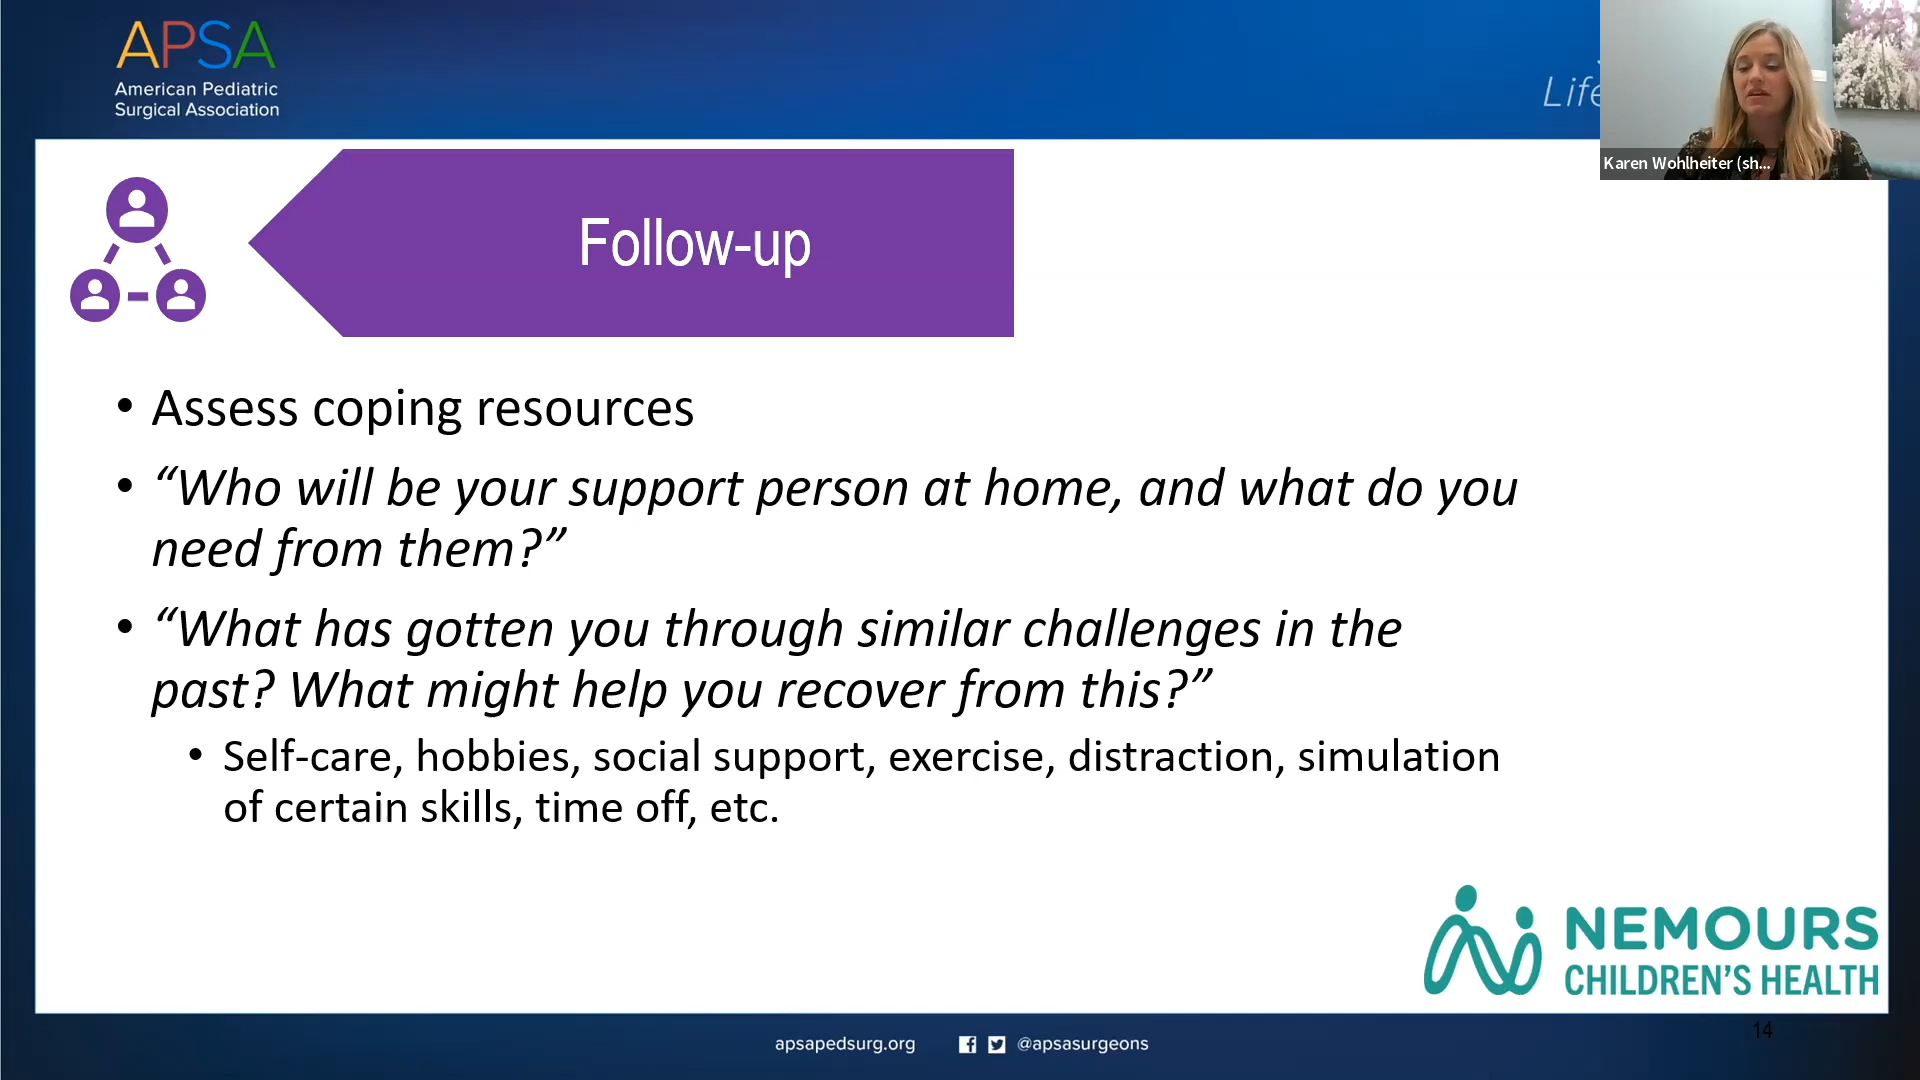 APSA
American Pediatric
Surgical Association
Life
Karen Wohlheiter (sh...
Follow-up
• Assess coping resources
• “Who will be your support person at home, and what do you
need from them?”
• “What has gotten you through similar challenges in the
past? What might help you recover from this?”
• Self-care, hobbies, social support, exercise, distraction, simulation
of certain skills, time off, etc.
NEMOURS
CHILDREN'S HEALTH
14
apsapedsurg.org @apsasurgeons